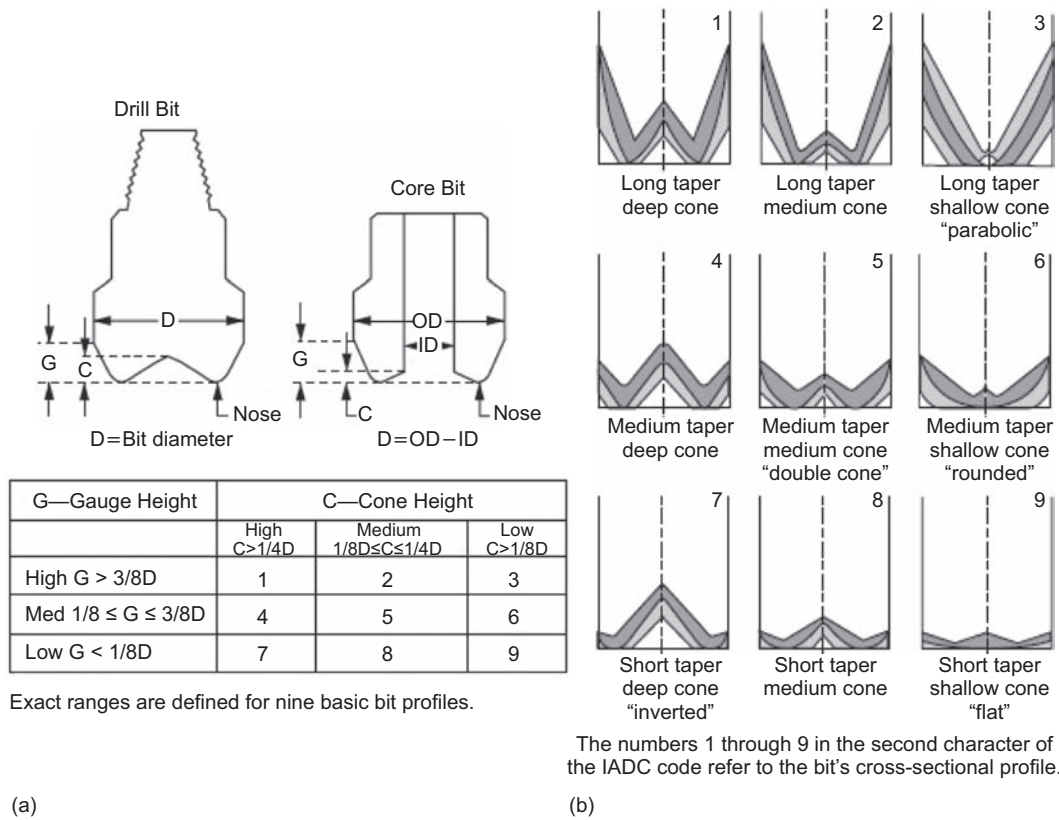 Drill Bit
Core Bit
D
G
C
Nose
D=Bit diameter
OD
ID
G
C
Nose
D=OD−ID
G—Gauge Height
C—Cone Height
High
C>1/4D
Medium
1/8D≤C≤1/4D
Low
C>1/8D
High G > 3/8D
1
2
3
Med 1/8 ≤ G ≤ 3/8D
4
5
6
Low G < 1/8D
7
8
9
Exact ranges are defined for nine basic bit profiles.
(a)
1
Long taper
deep cone
2
Long taper
medium cone
3
Long taper
shallow cone
“parabolic”
4
Medium taper
deep cone
5
Medium taper
medium cone
“double cone”
6
Medium taper
shallow cone
“rounded”
7
Short taper
deep cone
“inverted”
8
Short taper
medium cone
9
Short taper
shallow cone
“flat”
The numbers 1 through 9 in the second character of
the IADC code refer to the bit’s cross-sectional profile.
(b)